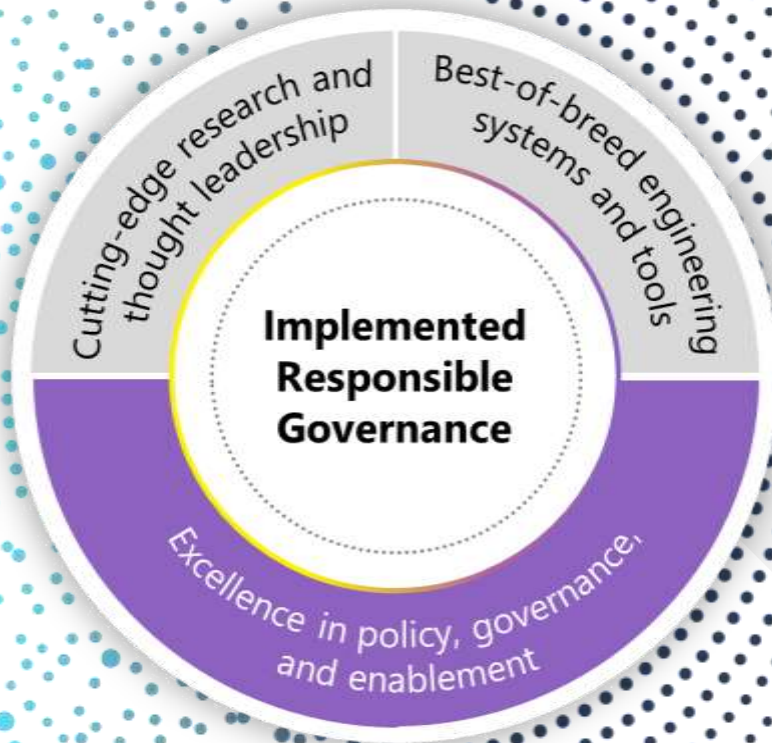 Cutting-edge research and
thought leadership
Best-of-breed engineering
systems and tools
Implemented
Responsible
Governance
Excellence in policy, governance,
and enablement